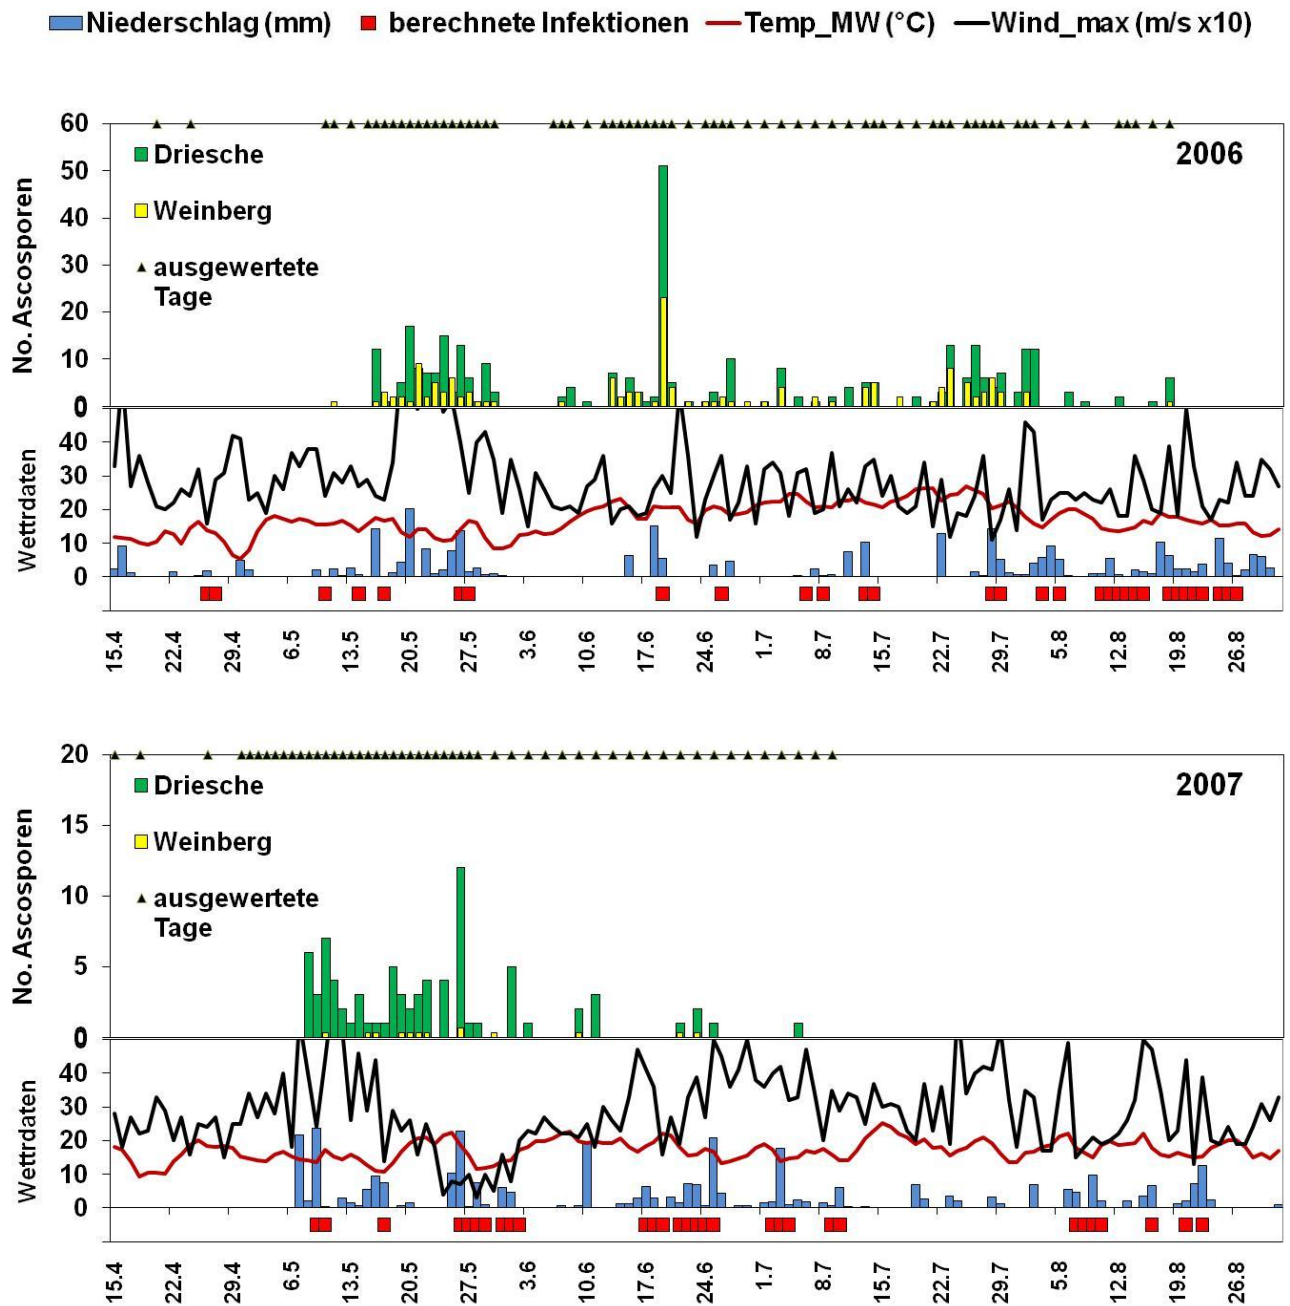 Niederschlag (mm) berechnete Infektionen Temp_MW (°C) Wind_max (m/s x10)
60
50
40
30
20
10
0
No. Ascosporen
Driesche
Weinberg
ausgewertete
Tage
2006
40
30
20
10
0
Wettrdaten
15.4 22.4 29.4 6.5 13.5 20.5 27.5 3.6 10.6 17.6 24.6 1.7 8.7 15.7 22.7 29.7 5.8 12.8 19.8 26.8
20
15
10
5
0
No. Ascosporen
Driesche
Weinberg
ausgewertete
Tage
2007
40
30
20
10
0
Wettrdaten
15.4 22.4 29.4 6.5 13.5 20.5 27.5 3.6 10.6 17.6 24.6 1.7 8.7 15.7 22.7 29.7 5.8 12.8 19.8 26.8